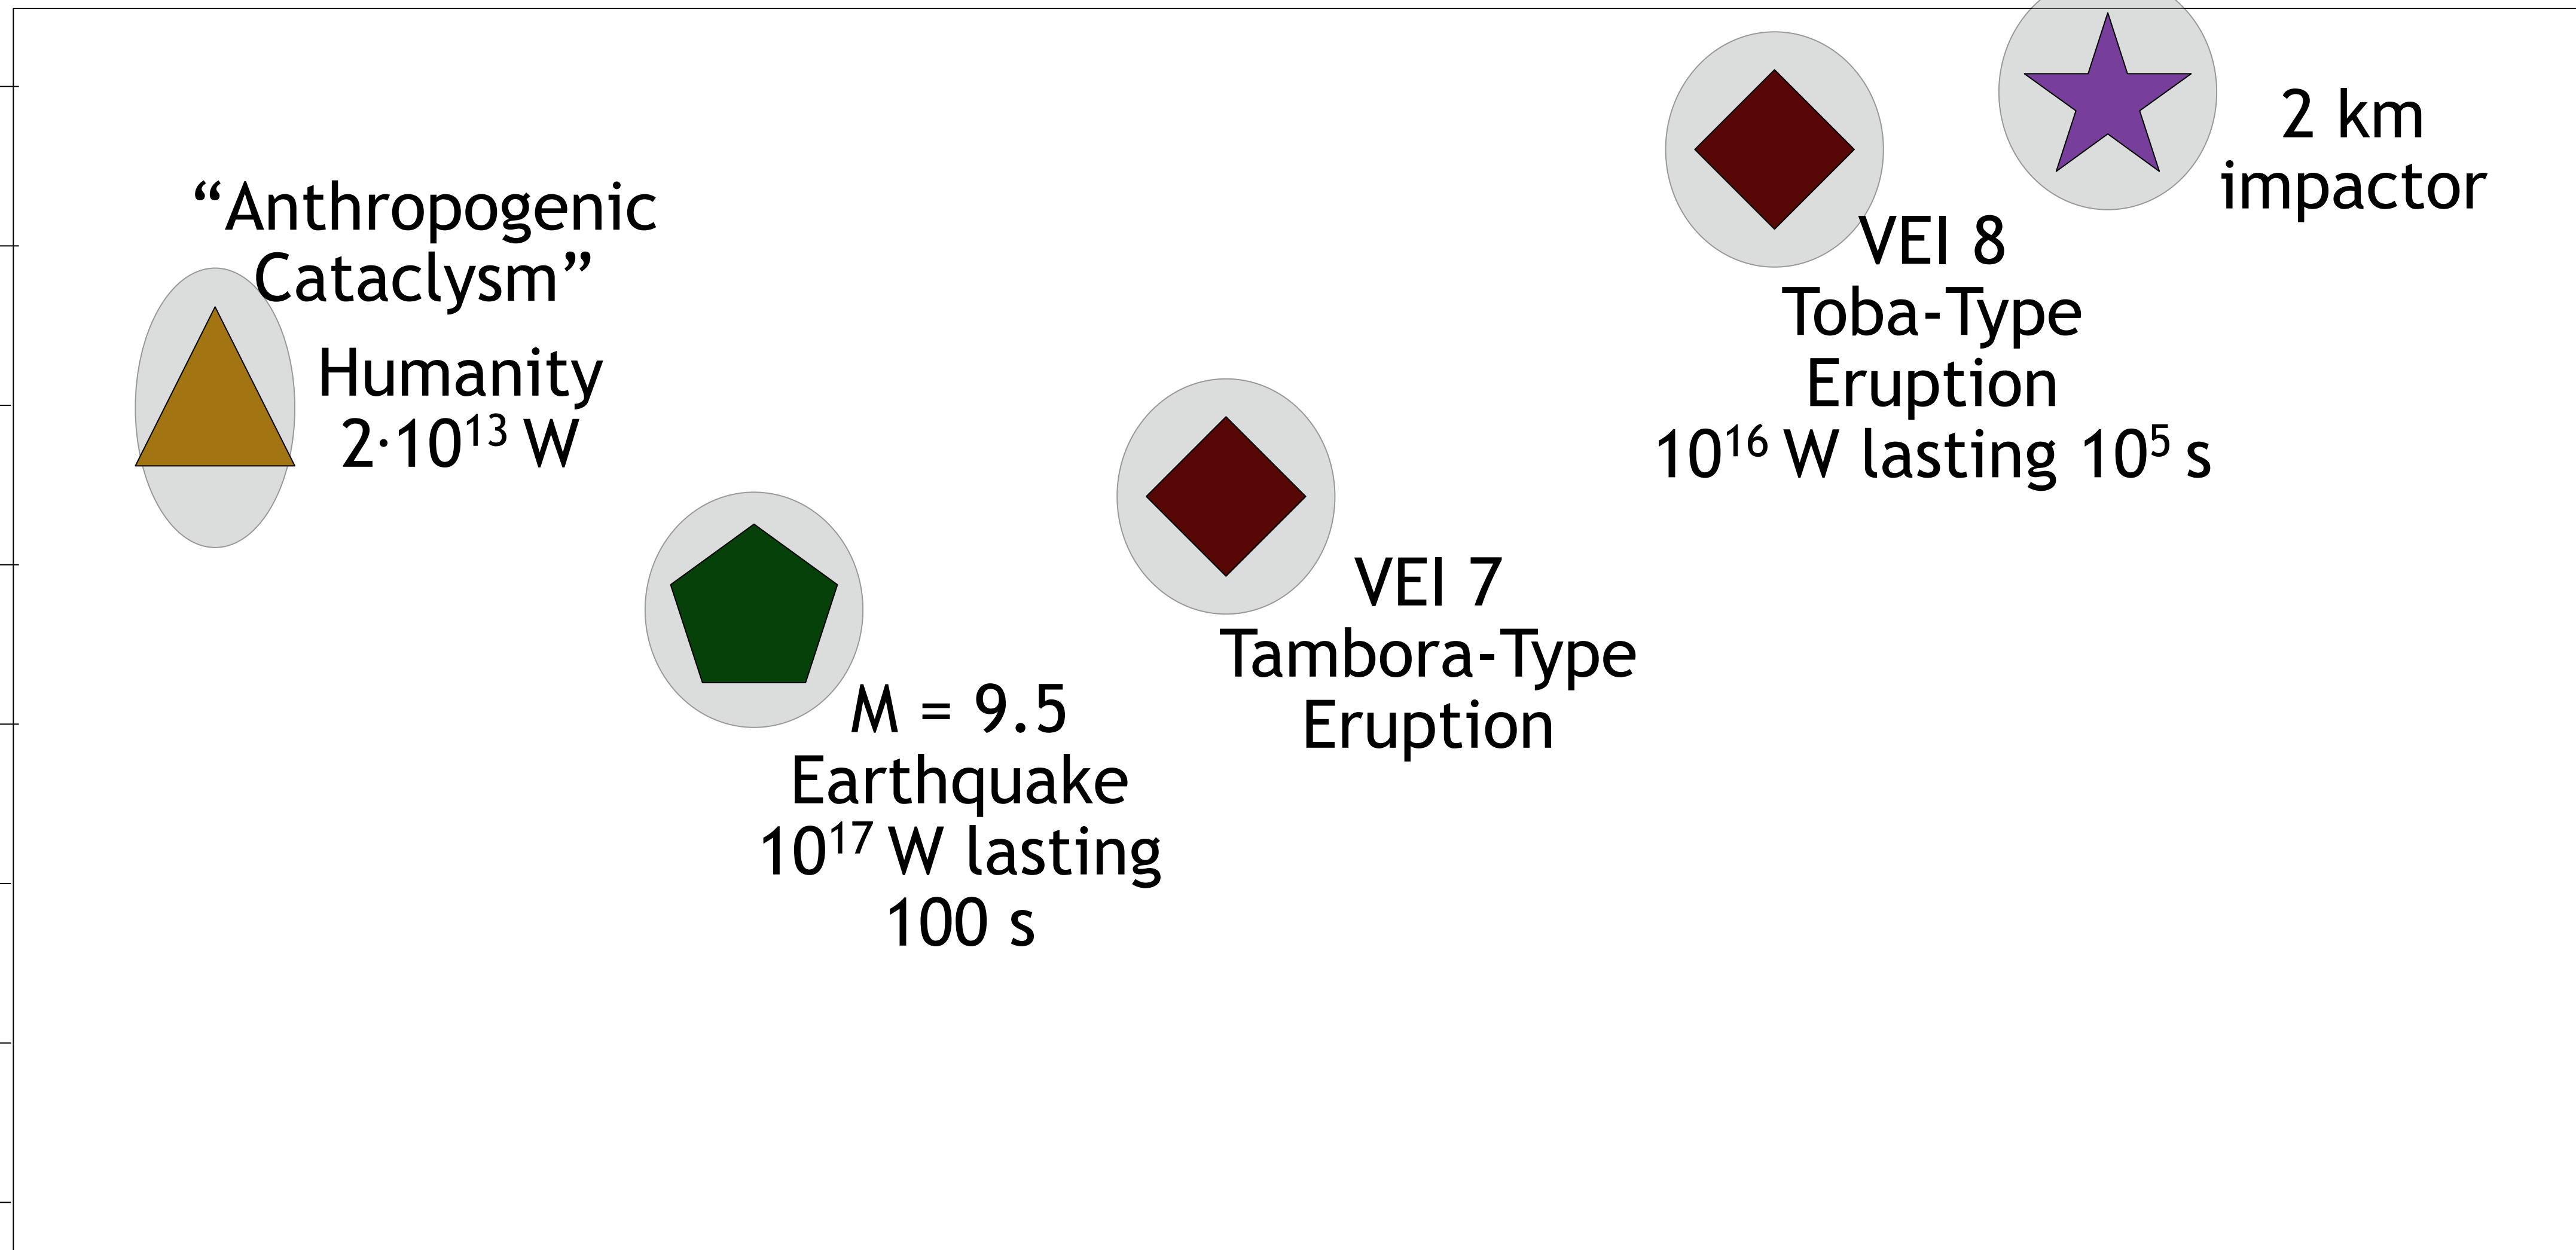 “Anthropogenic
Cataclysm”
Humanity
2·10¹³ W
M = 9.5
Earthquake
10¹⁷ W lasting
100 s
VEI 7
Tambora-Type
Eruption
VEI 8
Toba-Type
Eruption
10¹⁶ W lasting 10⁵ s
2 km
impactor